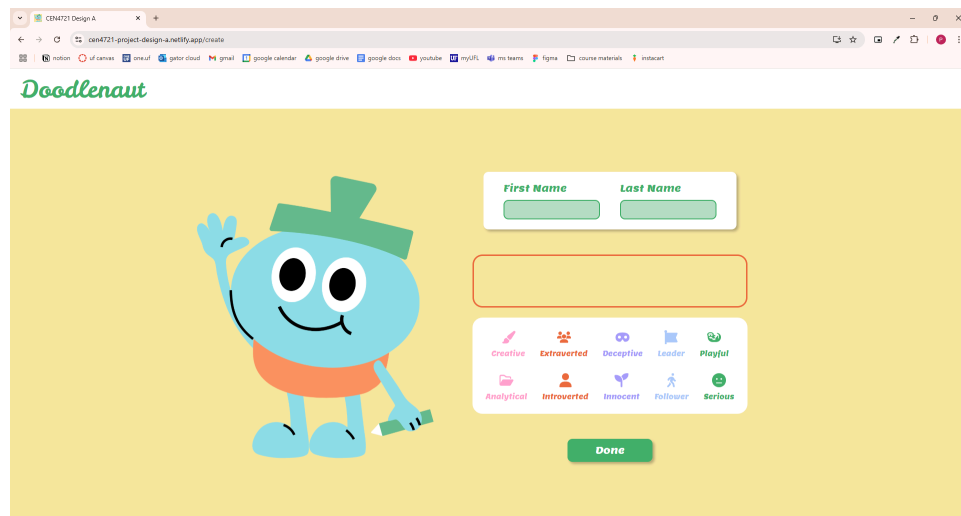 CEN4721 Design A
cen4721-project-design-a.netlify.app/create
notion uf canvas one.uf gator cloud gmail google calendar google drive google docs youtube myUFL ms teams figma course materials instacart
Doodlenaut
First Name Last Name
Creative Extraverted Deceptive Leader Playful
Analytical Introverted Innocent Follower Serious
Done